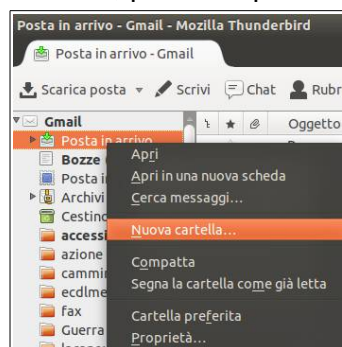 Posta in arrivo - Gmail - Mozilla Thunderbird
Posta in arrivo - Gmail
Scarica posta Scrivi Chat Rubr
Gmail Oggetto
Posta in arrivo
Bozze
Posta i
Archivi
Cestino
accessi
azione
cammi
ecdlme
fax
Guerra
Apri
Apri in una nuova scheda
Cerca messaggi...
Nuova cartella...
Compatta
Segna la cartella come già letta
Cartella preferita
Proprietà...